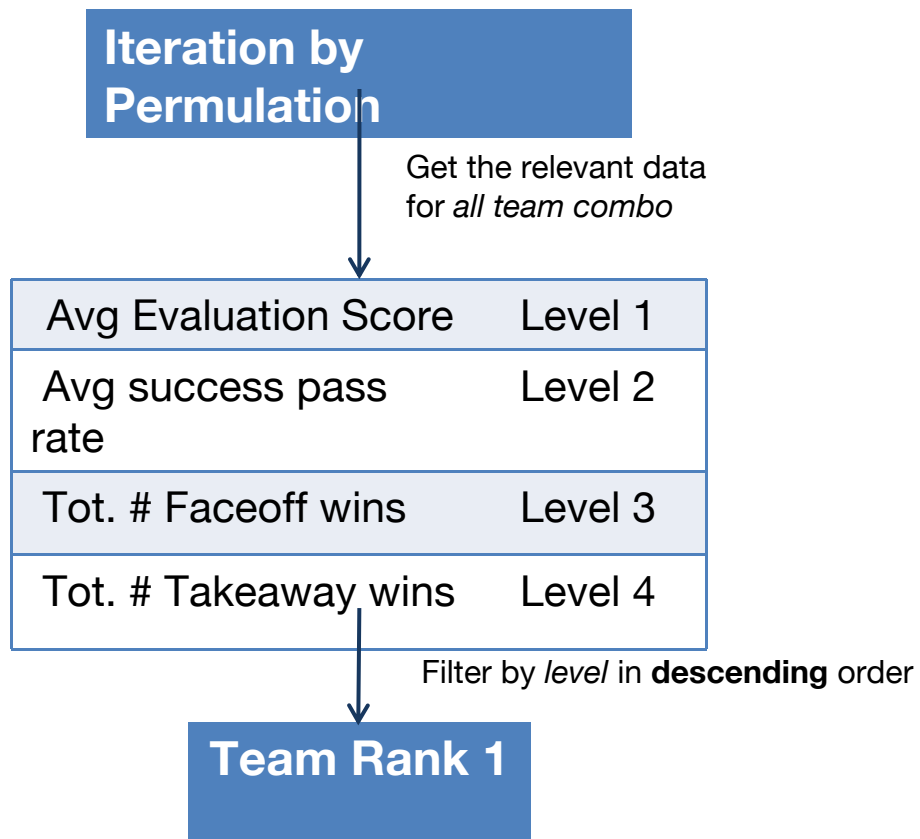 Iteration by
Permulation
Get the relevant data
for all team combo
Avg Evaluation Score Level 1
Avg success pass Level 2
rate
Tot. # Faceoff wins Level 3
Tot. # Takeaway wins Level 4
Filter by level in descending order
Team Rank 1